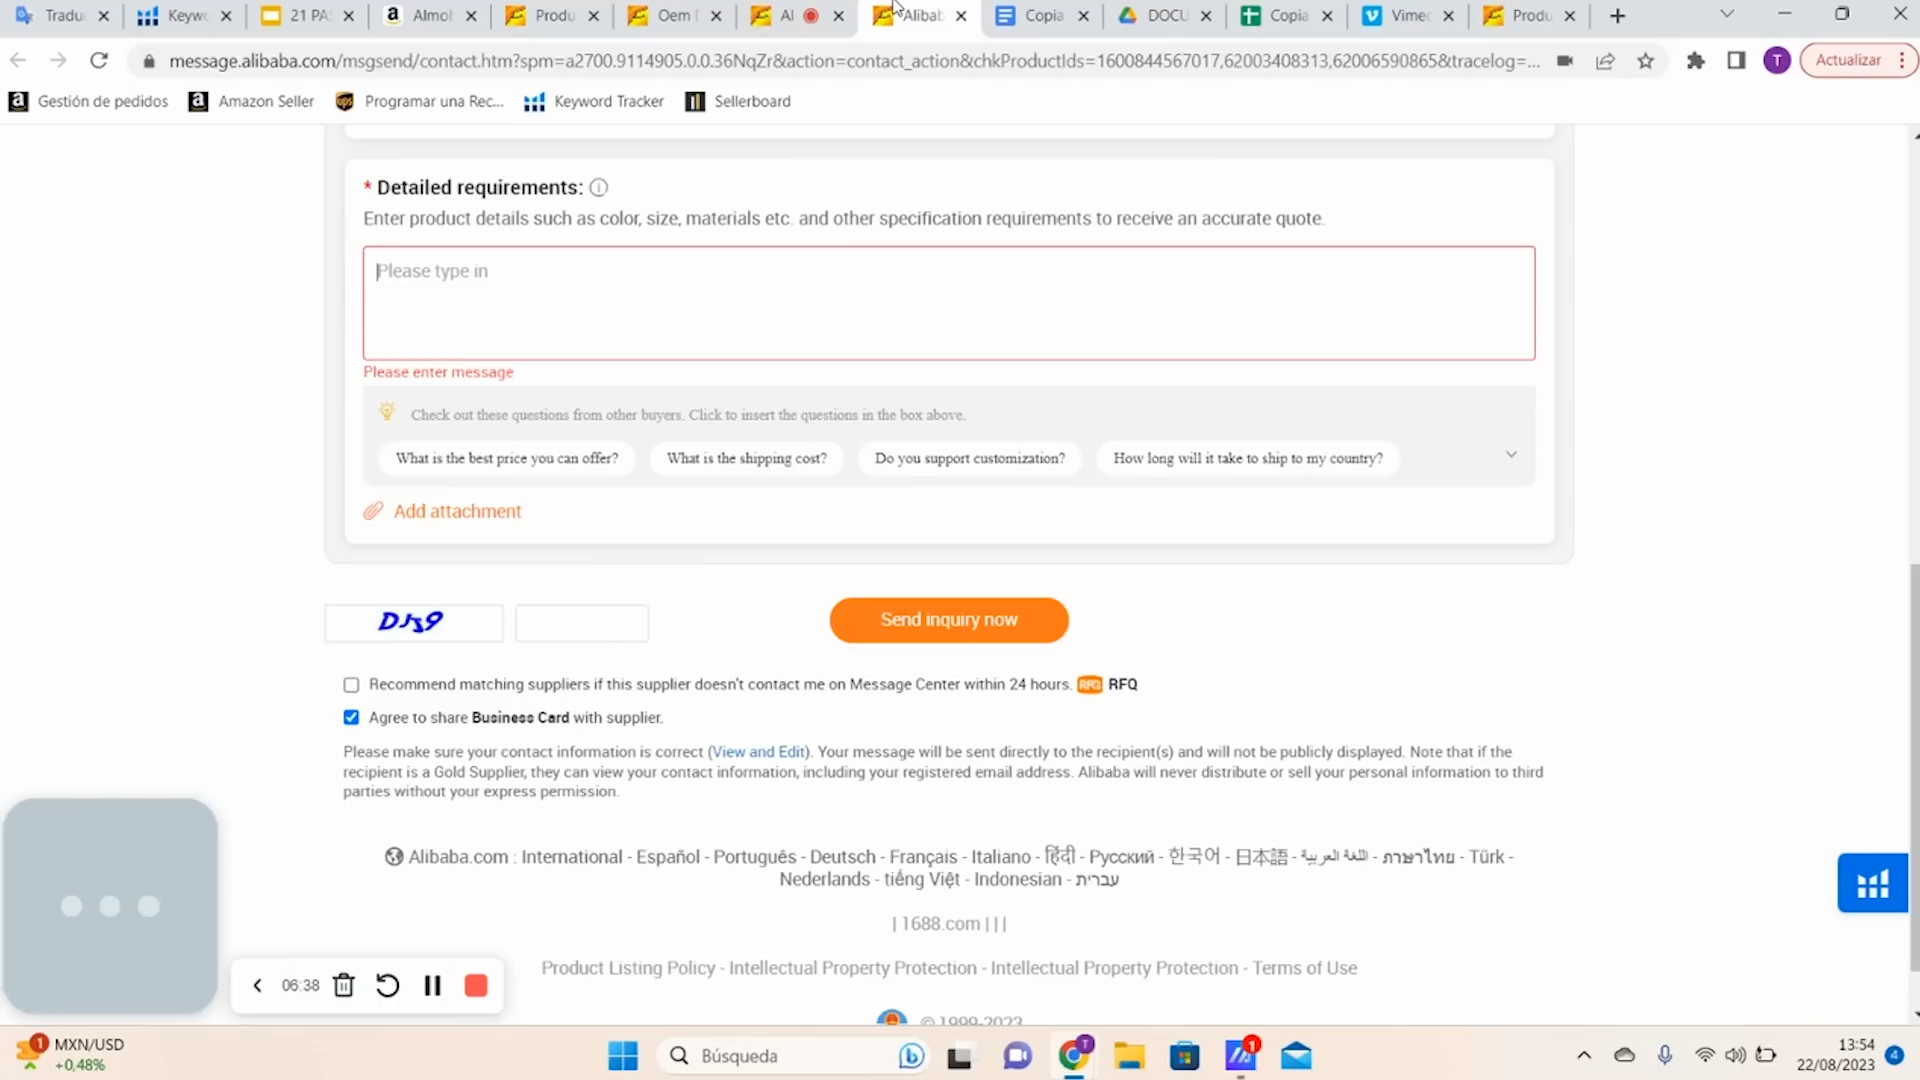 Tradu
Keywo
21 PA
Almoh
Produ
Oem D
Al
Alibab
Copia
DOCU
Copia
Vimeo
Produ
message.alibaba.com/msgsend/contact.htm?spm=a2700.9114905.0.0.36NqZr&action=contact_action&chkProductIds=1600844567017,62003408313,62006590865&tracelog=...
T
Actualizar
Gestión de pedidos
Amazon Seller
Programar una Rec...
Keyword Tracker
Sellerboard
* Detailed requirements:
Enter product details such as color, size, materials etc. and other specification requirements to receive an accurate quote.
Please type in
Please enter message
Check out these questions from other buyers. Click to insert the questions in the box above.
What is the best price you can offer?
What is the shipping cost?
Do you support customization?
How long will it take to ship to my country?
Add attachment
Send inquiry now
Recommend matching suppliers if this supplier doesn't contact me on Message Center within 24 hours. RFQ RFQ
Agree to share Business Card with supplier.
Please make sure your contact information is correct (View and Edit). Your message will be sent directly to the recipient(s) and will not be publicly displayed. Note that if the
recipient is a Gold Supplier, they can view your contact information, including your registered email address. Alibaba will never distribute or sell your personal information to third
parties without your express permission.
Alibaba.com : International - Español - Português - Deutsch - Français - Italiano - हिंदी - Русский - 한국어 - 日本語 - اللغة العربية - ภาษาไทย - Türk -
Nederlands - tiếng Việt - Indonesian - עברית
| 1688.com | | |
06:38
Product Listing Policy - Intellectual Property Protection - Intellectual Property Protection - Terms of Use
© 1999-2023
1
MXN/USD
+0,48%
Búsqueda
T
1
13:54
22/08/2023
4